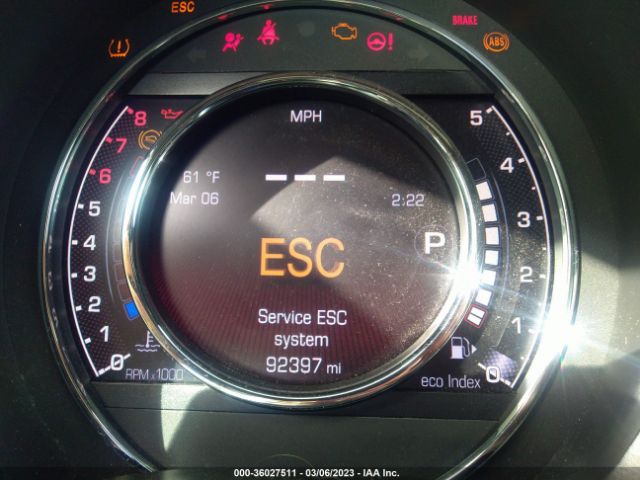 ESC
BRAKE
ABS
MPH
8
7
6
5
4
3
2
1
0
RPM x1000
61 °F
Mar 06
---
2:22
P
ESC
Service ESC
system
92397 mi
5
4
3
2
1
0
eco Index
000-36027511 - 03/06/2023 - IAA Inc.